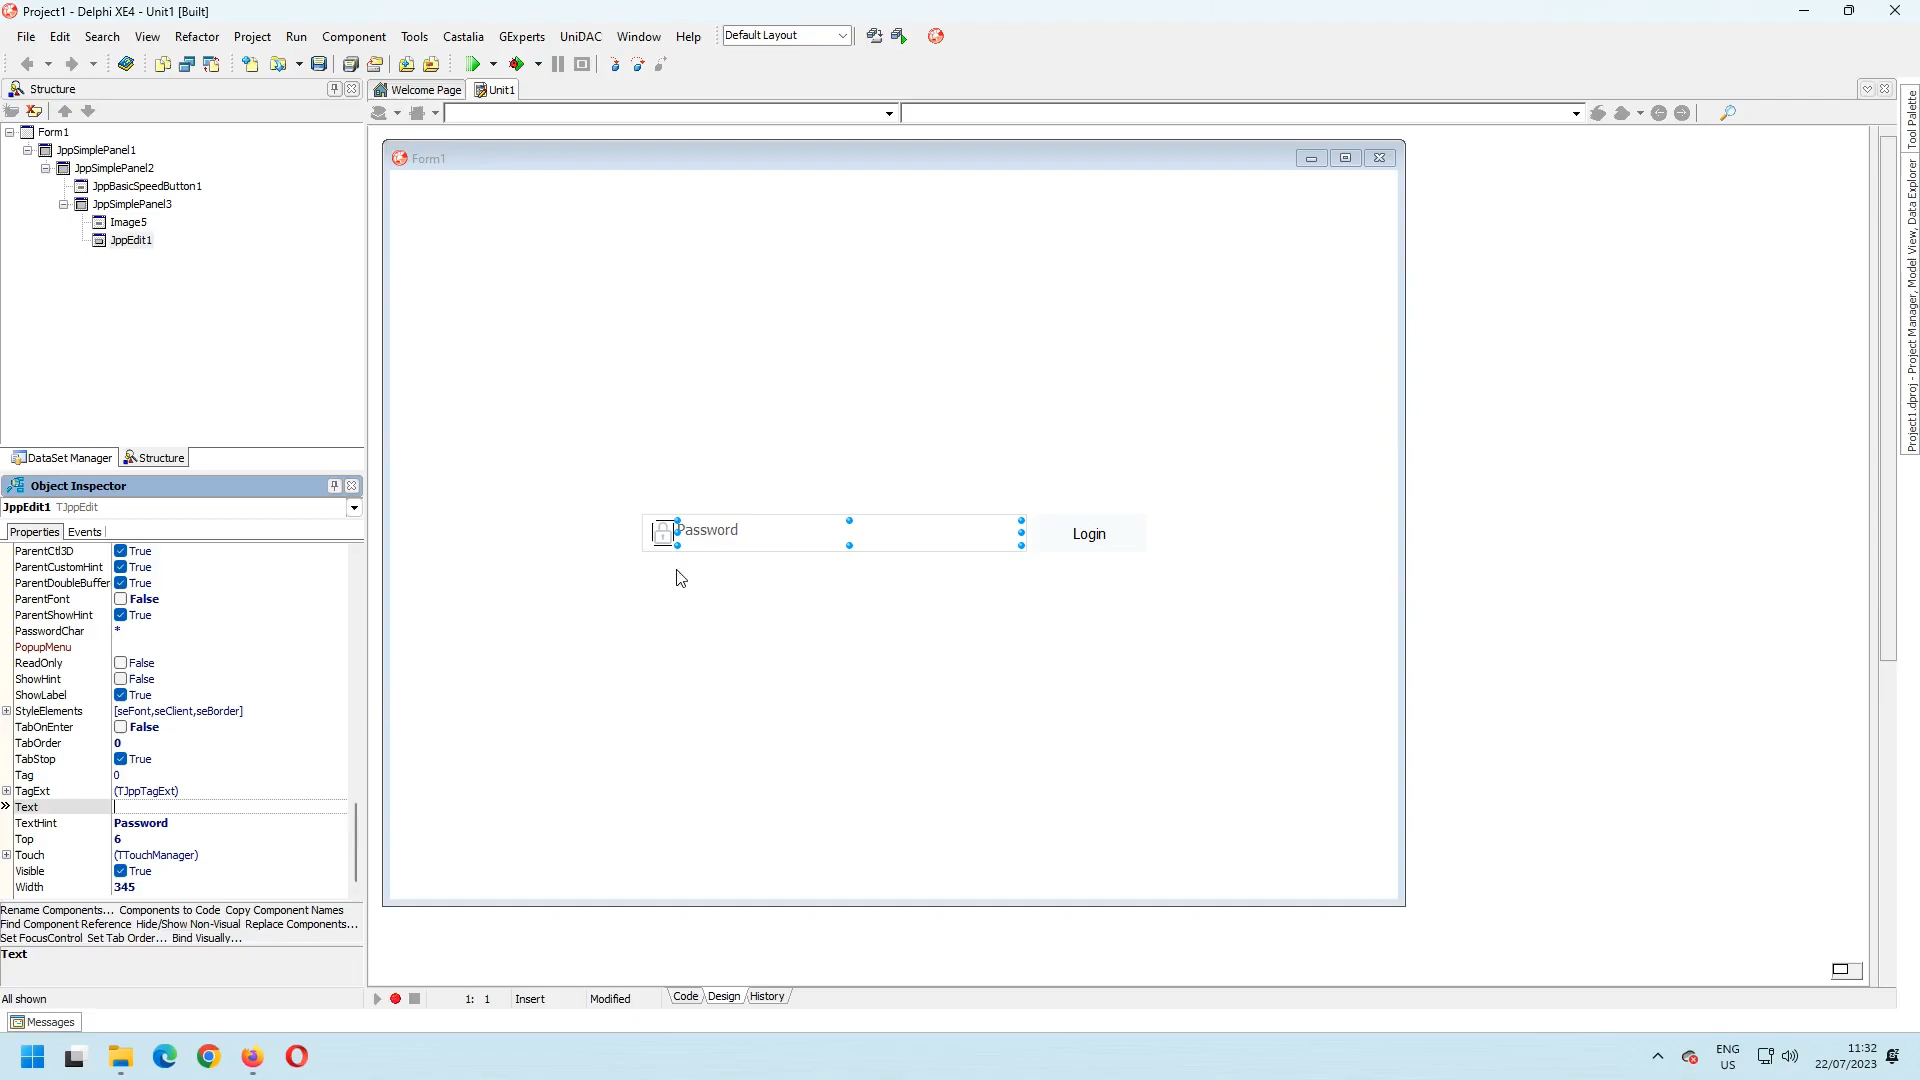 Project1 - Delphi XE4 - Unit1 [Built]
File Edit Search View Refactor Project Run Component Tools Castalia GExperts UniDAC Window Help Default Layout
Structure
Welcome Page Unit1
Form1
JppSimplePanel1
JppSimplePanel2
JppBasicSpeedButton1
JppSimplePanel3
Image5
JppEdit1
Form1
Password Login
DataSet Manager Structure
Object Inspector
JppEdit1 TJppEdit
Properties Events
ParentCtl3D True
ParentCustomHint True
ParentDoubleBuffer True
ParentFont False
ParentShowHint True
PasswordChar *
PopupMenu
ReadOnly False
ShowHint False
ShowLabel True
StyleElements [seFont,seClient,seBorder]
TabOnEnter False
TabOrder 0
TabStop True
Tag 0
TagExt (TJppTagExt)
Text
TextHint Password
Top 6
Touch (TTouchManager)
Visible True
Width 345
Rename Components... Components to Code Copy Component Names
Find Component Reference Hide/Show Non-Visual Replace Components...
Set FocusControl Set Tab Order... Bind Visually...
Text
All shown
1: 1 Insert Modified Code Design History
Messages
Tool Palette
Project1.dproj - Project Manager, Model View, Data Explorer
ENG
US
11:32
22/07/2023